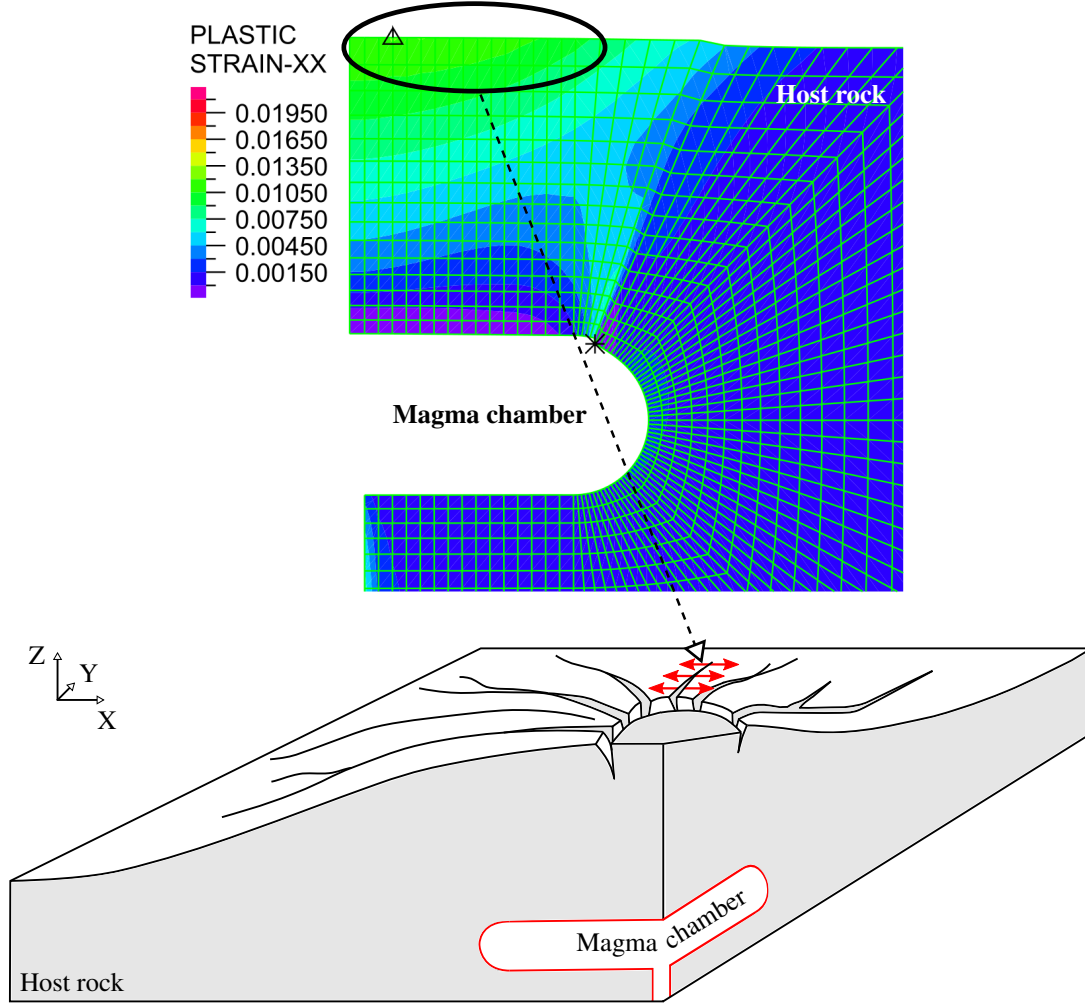 PLASTIC
STRAIN-XX
0.01950
0.01650
0.01350
0.01050
0.00750
0.00450
0.00150
Host rock
Magma chamber
Z
Y
X
Magma chamber
Host rock